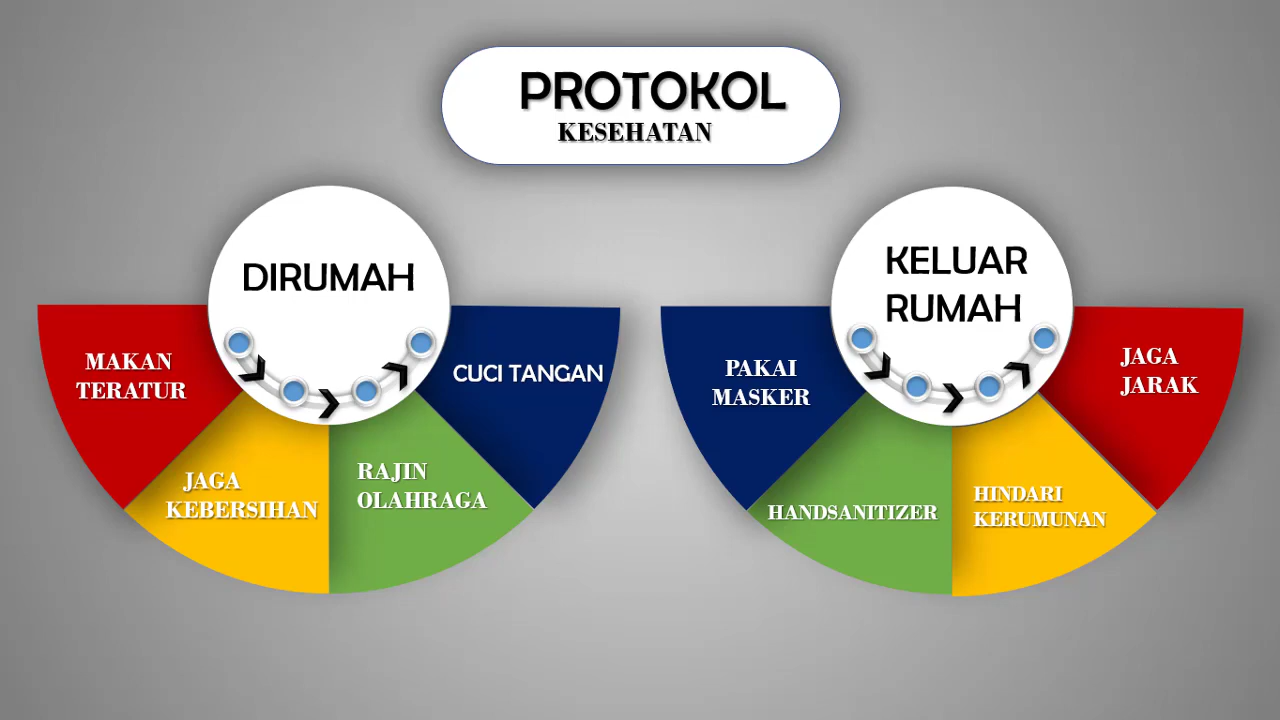 PROTOKOL
KESEHATAN
DIRUMAH
MAKAN
TERATUR
JAGA
KEBERSIHAN
RAJIN
OLAHRAGA
CUCI TANGAN
KELUAR
RUMAH
PAKAI
MASKER
HANDSANITIZER
HINDARI
KERUMUNAN
JAGA
JARAK